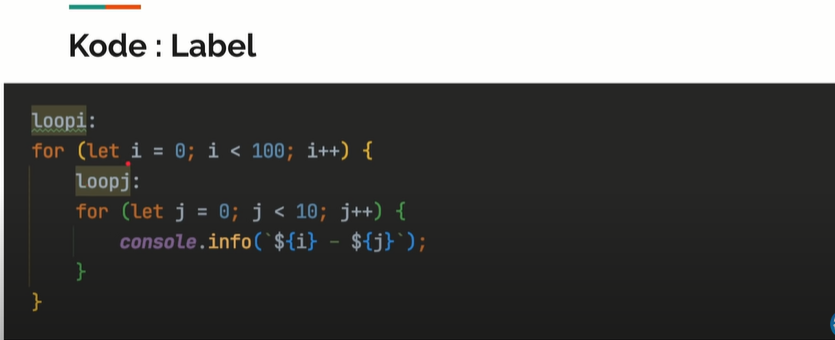 Kode : Label
loopi:
for (let i = 0; i < 100; i++) {
loopj:
for (let j = 0; j < 10; j++) {
console.info(`${i} - ${j}`);
}
}